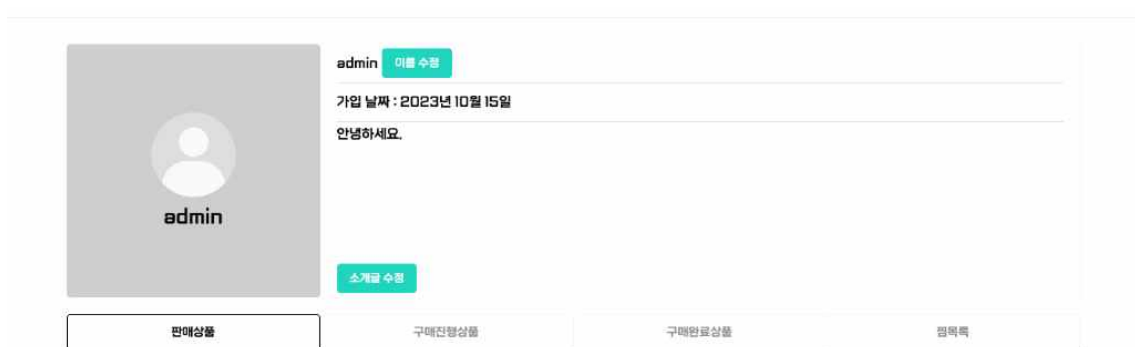 admin 이름 수정
가입 날짜 : 2023년 10월 15일
안녕하세요.
admin
소개글 수정
판매상품 구매진행상품 구매완료상품 찜목록